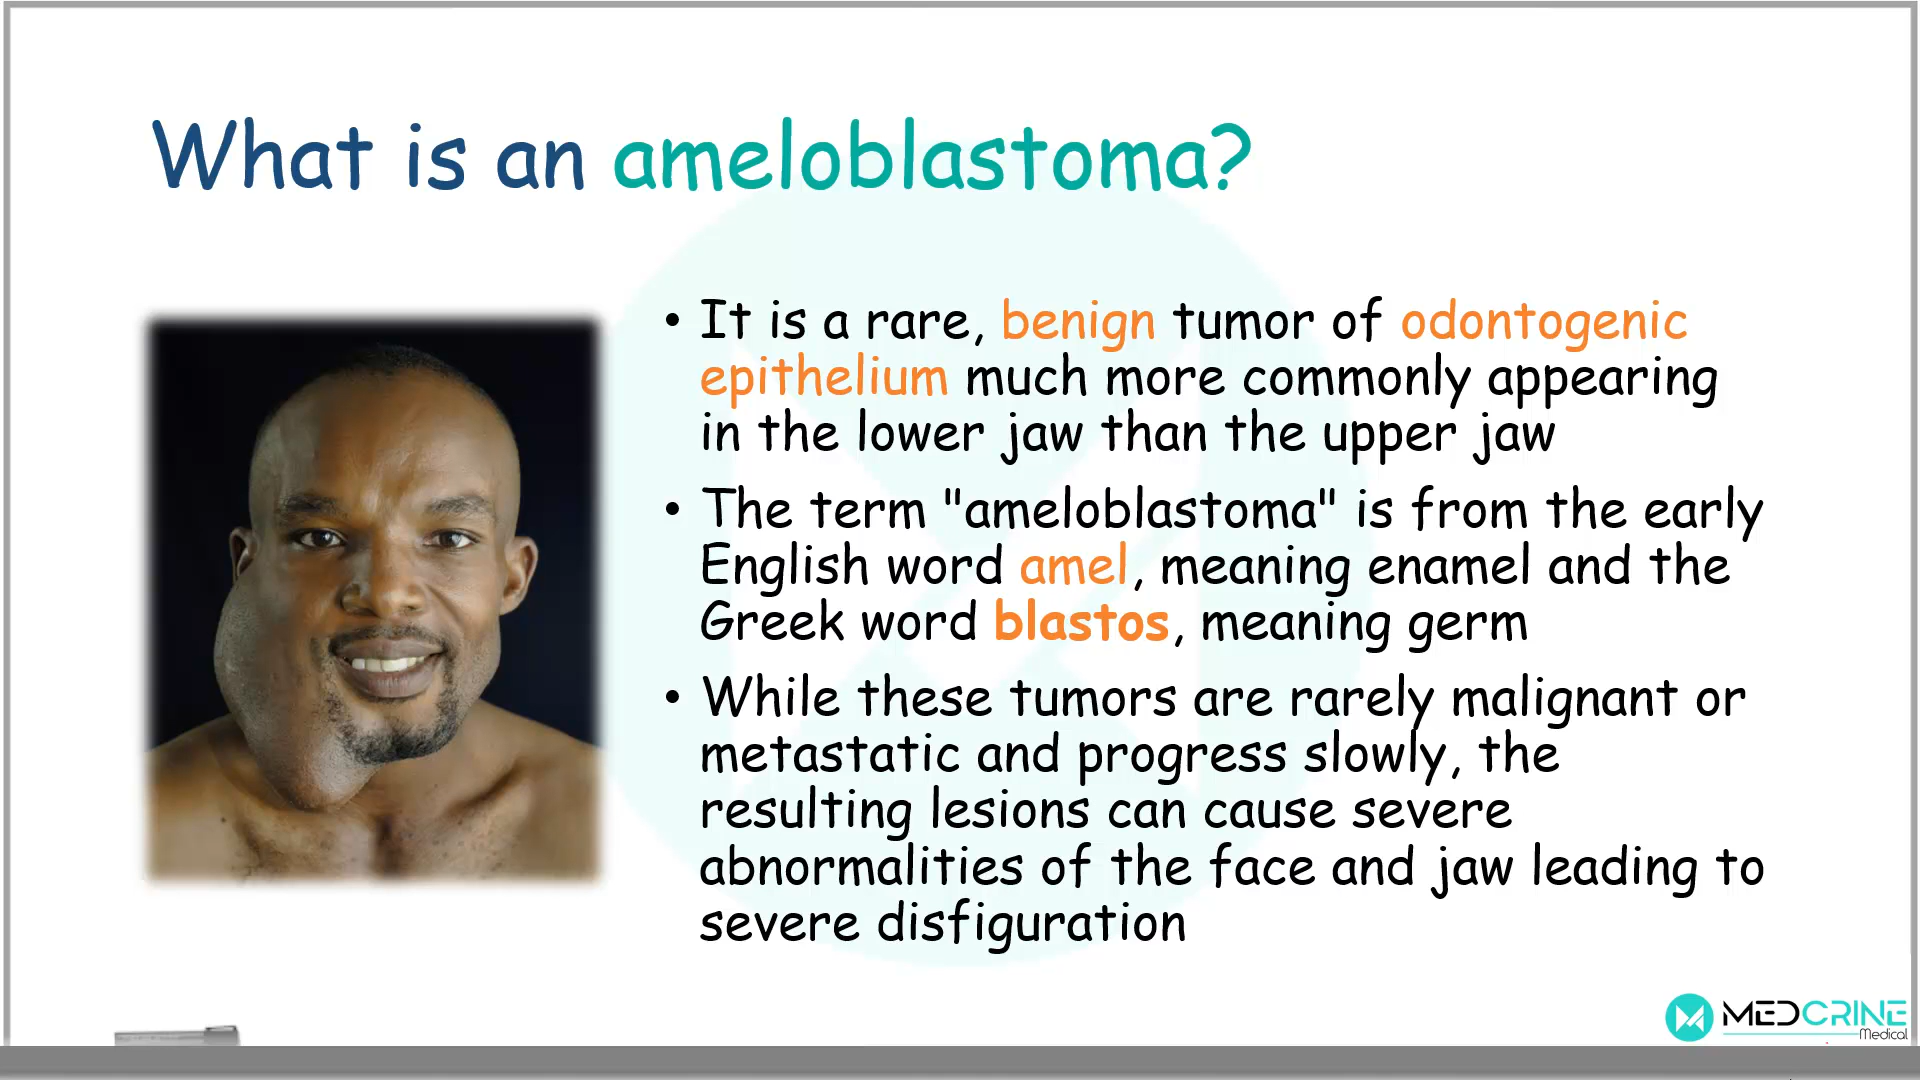 What is an ameloblastoma?
• It is a rare, benign tumor of odontogenic
epithelium much more commonly appearing
in the lower jaw than the upper jaw
• The term "ameloblastoma" is from the early
English word amel, meaning enamel and the
Greek word blastos, meaning germ
• While these tumors are rarely malignant or
metastatic and progress slowly, the
resulting lesions can cause severe
abnormalities of the face and jaw leading to
severe disfiguration
MEDCRINE
Medical